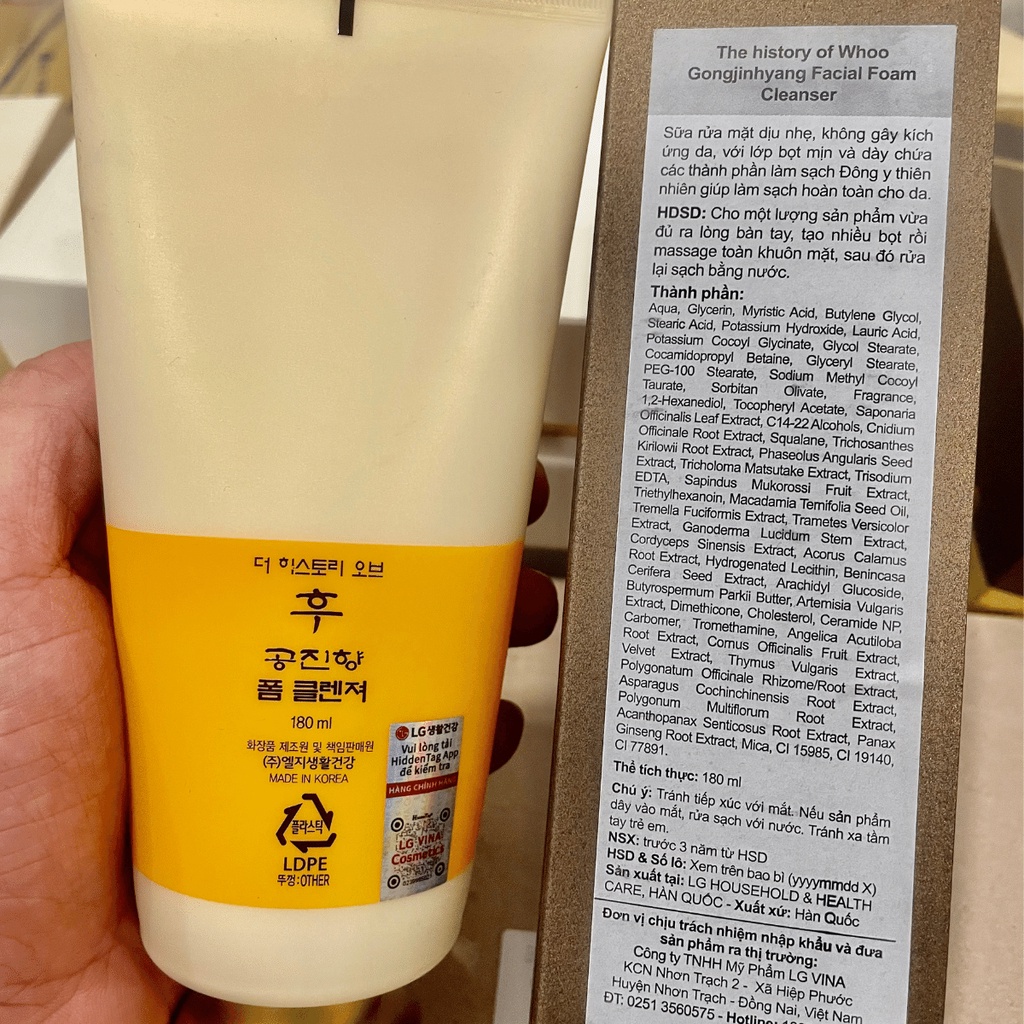 더 히스토리 오브
후
공진향
폼 클렌져
180 ml
화장품 제조원 및 책임판매원
(주)엘지생활건강
MADE IN KOREA
플라스틱
LDPE
뚜껑:OTHER
LG생활건강
Vui lòng tải
HiddenTag App
để kiểm tra
HÀNG CHÍNH HÃNG
LG VINA
Cosmetics
The history of Whoo
Gongjinhyang Facial Foam
Cleanser
Sữa rửa mặt dịu nhẹ, không gây kích
ứng da, với lớp bọt mịn và dày chứa
các thành phần làm sạch Đông y thiên
nhiên giúp làm sạch hoàn toàn cho da.
HDSD: Cho một lượng sản phẩm vừa
đủ ra lòng bàn tay, tạo nhiều bọt rồi
massage toàn khuôn mặt, sau đó rửa
lại sạch bằng nước.
Thành phần:
Aqua, Glycerin, Myristic Acid, Butylene Glycol,
Stearic Acid, Potassium Hydroxide, Lauric Acid,
Potassium Cocoyl Glycinate, Glycol Stearate,
Cocamidopropyl Betaine, Glyceryl Stearate,
PEG-100 Stearate, Sodium Methyl Cocoyl
Taurate, Sorbitan Olivate, Fragrance,
1,2-Hexanediol, Tocopheryl Acetate, Saponaria
Officinalis Leaf Extract, C14-22 Alcohols, Cnidium
Officinale Root Extract, Squalane, Trichosanthes
Kirilowii Root Extract, Phaseolus Angularis Seed
Extract, Tricholoma Matsutake Extract, Trisodium
EDTA, Sapindus Mukorossi Fruit Extract,
Triethylhexanoin, Macadamia Ternifolia Seed Oil,
Tremella Fuciformis Extract, Trametes Versicolor
Extract, Ganoderma Lucidum Stem Extract,
Cordyceps Sinensis Extract, Acorus Calamus
Root Extract, Hydrogenated Lecithin, Benincasa
Cerifera Seed Extract, Arachidyl Glucoside,
Butyrospermum Parkii Butter, Artemisia Vulgaris
Extract, Dimethicone, Cholesterol, Ceramide NP,
Carbomer, Tromethamine, Angelica Acutiloba
Root Extract, Cornus Officinalis Fruit Extract,
Velvet Extract, Thymus Vulgaris Extract,
Polygonatum Officinale Rhizome/Root Extract,
Asparagus Cochinchinensis Root Extract,
Polygonum Multiflorum Root Extract,
Acanthopanax Senticosus Root Extract, Panax
Ginseng Root Extract, Mica, CI 15985, CI 19140,
CI 77891.
Thể tích thực: 180 ml
Chú ý: Tránh tiếp xúc với mắt. Nếu sản phẩm
dây vào mắt, rửa sạch với nước. Tránh xa tầm
tay trẻ em.
NSX: trước 3 năm từ HSD
HSD & Số lô: Xem trên bao bì (yyyymmdd X)
Sản xuất tại: LG HOUSEHOLD & HEALTH
CARE, HÀN QUỐC - Xuất xứ: Hàn Quốc
Đơn vị chịu trách nhiệm nhập khẩu và đưa
sản phẩm ra thị trường:
Công ty TNHH Mỹ Phẩm LG VINA
KCN Nhơn Trạch 2 - Xã Hiệp Phước
Huyện Nhơn Trạch - Đồng Nai, Việt Nam
ĐT: 0251 3560575 - Hotline: